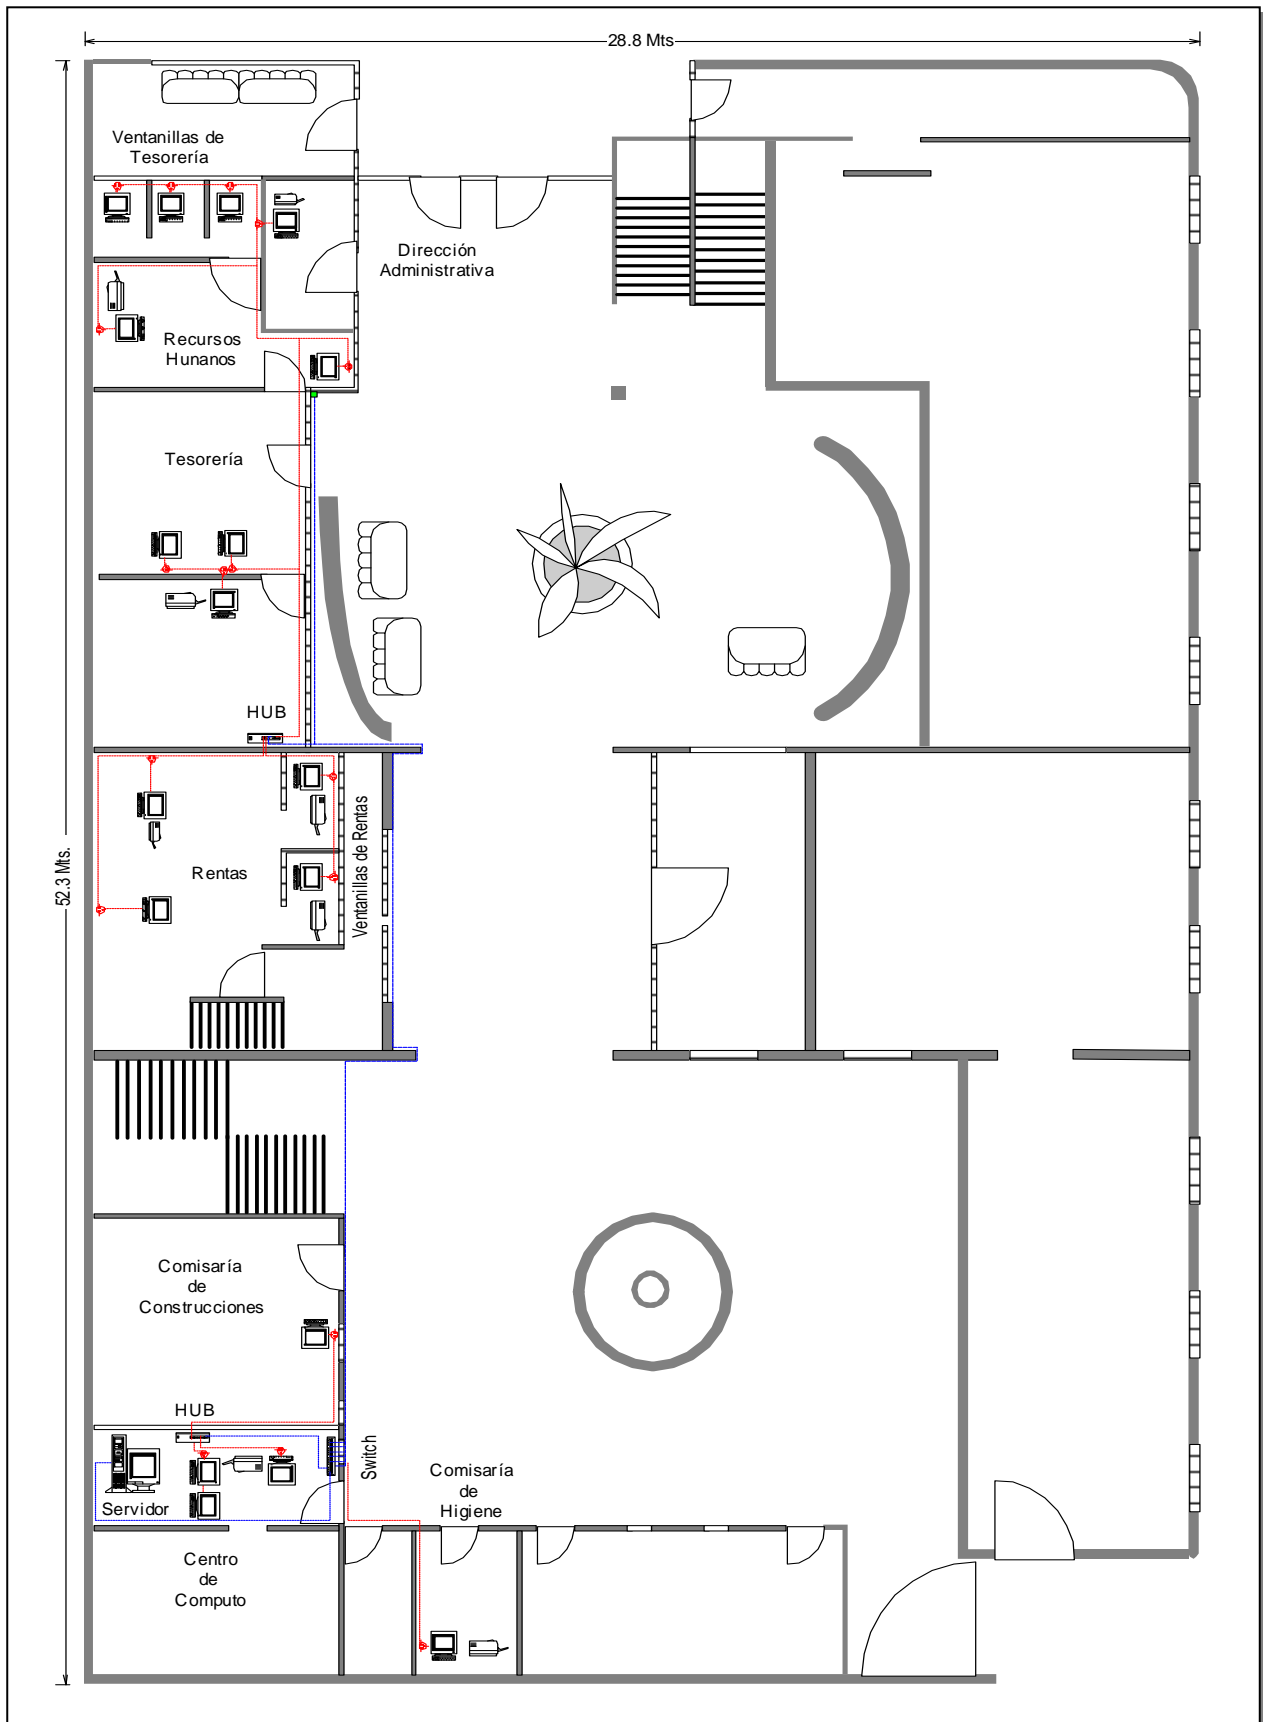 28.8 Mts
Ventanillas de
Tesorería
Dirección
Administrativa
Recursos
Hunanos
Tesorería
HUB
Ventanillas de Rentas
Rentas
52.3 Mts.
Comisaría
de
Construcciones
HUB
Switch
Servidor
Comisaría
de
Higiene
Centro
de
Computo